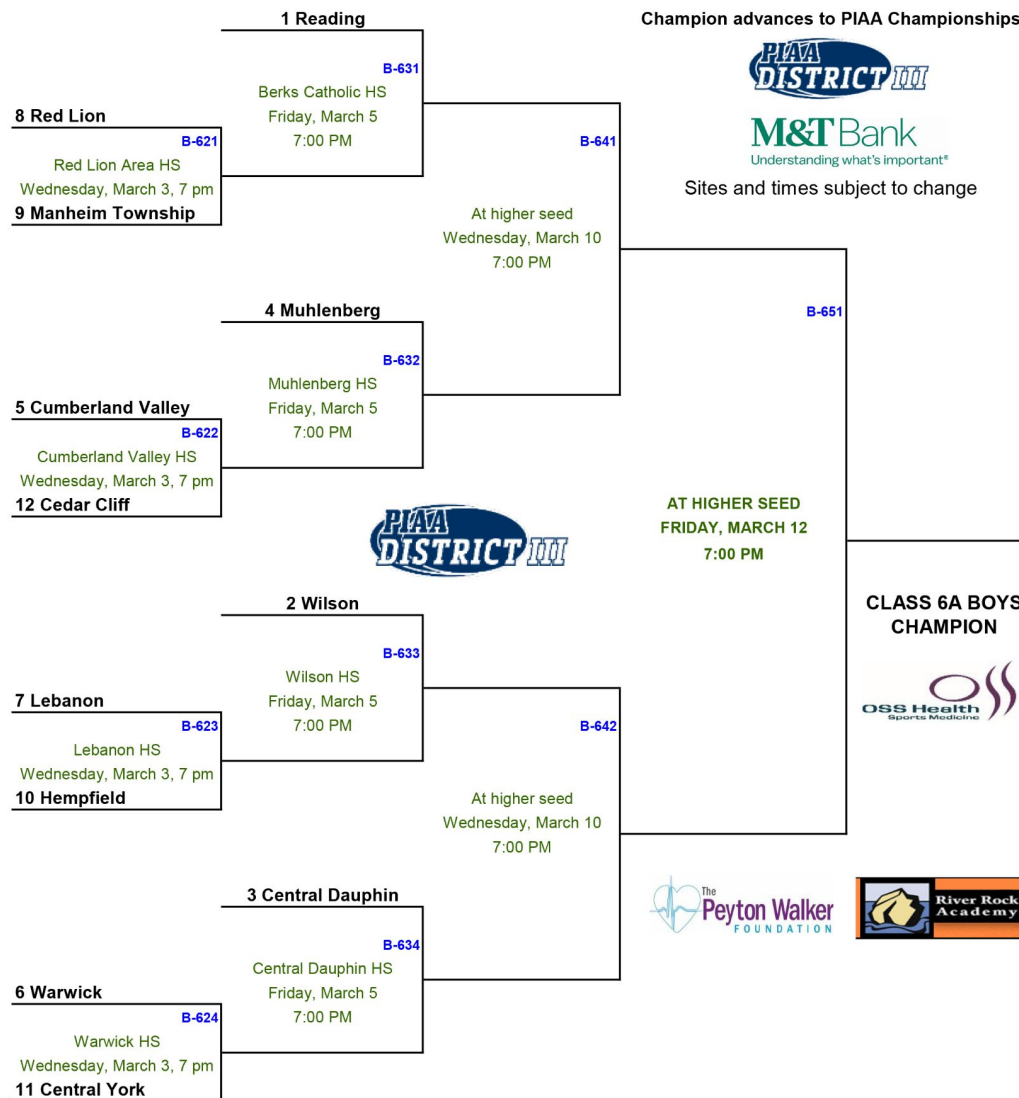 1 Reading
Champion advances to PIAA Championships
PIAA
DISTRICT III
B-631
Berks Catholic HS
Friday, March 5
7:00 PM
8 Red Lion
B-621
Red Lion Area HS
Wednesday, March 3, 7 pm
9 Manheim Township
B-641
M&T Bank
Understanding what's important®
Sites and times subject to change
At higher seed
Wednesday, March 10
7:00 PM
4 Muhlenberg
B-651
B-632
Muhlenberg HS
Friday, March 5
7:00 PM
5 Cumberland Valley
B-622
Cumberland Valley HS
Wednesday, March 3, 7 pm
12 Cedar Cliff
AT HIGHER SEED
FRIDAY, MARCH 12
7:00 PM
PIAA
DISTRICT III
2 Wilson
CLASS 6A BOYS
CHAMPION
B-633
Wilson HS
Friday, March 5
7:00 PM
7 Lebanon
B-623
Lebanon HS
Wednesday, March 3, 7 pm
10 Hempfield
B-642
OSS Health
Sports Medicine
At higher seed
Wednesday, March 10
7:00 PM
3 Central Dauphin
The
Peyton Walker
FOUNDATION
River Rock
Academy
B-634
Central Dauphin HS
Friday, March 5
7:00 PM
6 Warwick
B-624
Warwick HS
Wednesday, March 3, 7 pm
11 Central York